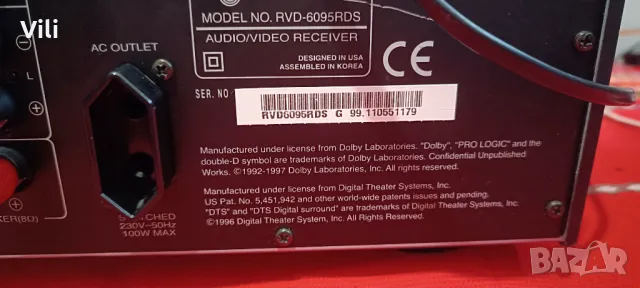 Vili
MODEL NO. RVD-6095RDS
AUDIO/VIDEO RECEIVER
DESIGNED IN USA
ASSEMBLED IN KOREA
CE
AC OUTLET
L
SER. NO
RVD6095RDS G 99.110551179
Manufactured under license from Dolby Laboratories. "Dolby", "PRO LOGIC" and the
double-D symbol are trademarks of Dolby Laboratories. Confidential Unpublished
Works. ©1992-1997 Dolby Laboratories, Inc. All rights reserved.
Manufactured under license from Digital Theater Systems, Inc.
US Pat. No. 5,451,942 and other world-wide patents issues and pending.
"DTS" and "DTS Digital surround" are trademarks of Digital Theater Systems, Inc.
©1996 Digital Theater Systems, Inc. All Rights Reserved.
SWITCHED
230V~50Hz
100W MAX
KER(8Ω)
BAZAR